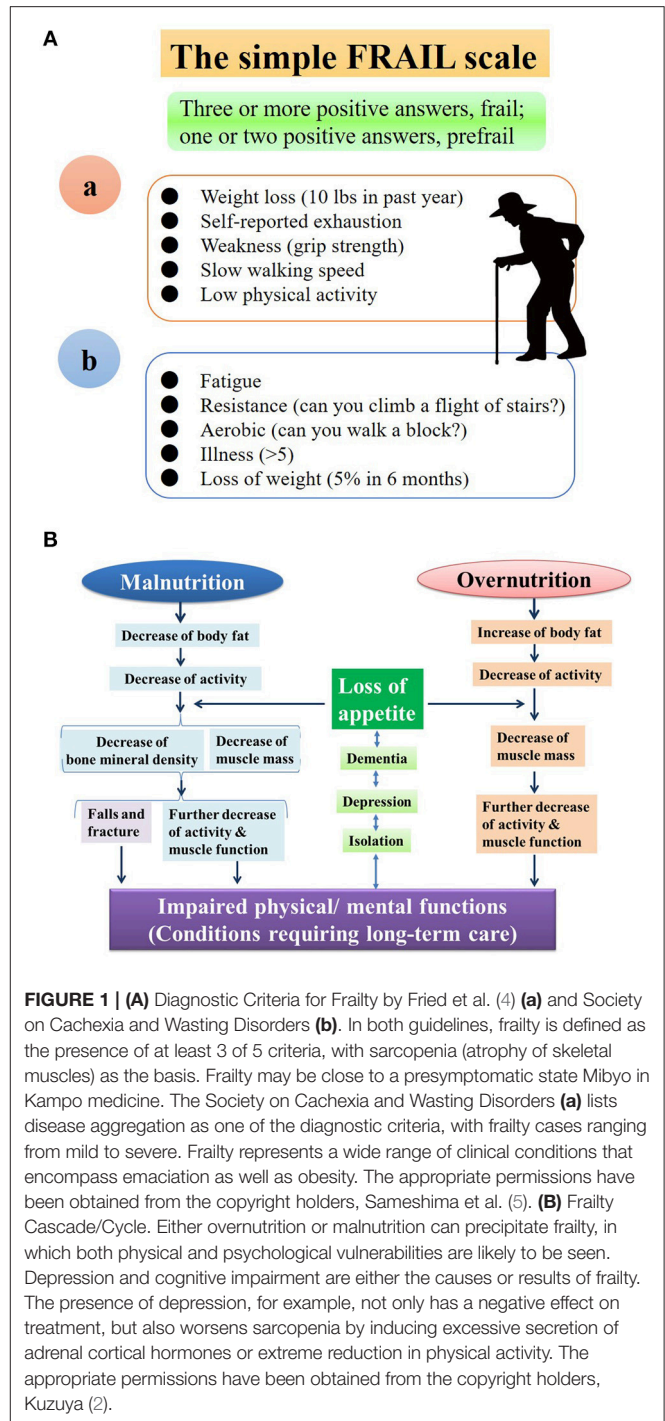 A
The simple FRAIL scale
Three or more positive answers, frail;
one or two positive answers, prefrail
a
● Weight loss (10 lbs in past year)
● Self-reported exhaustion
● Weakness (grip strength)
● Slow walking speed
● Low physical activity
b
● Fatigue
● Resistance (can you climb a flight of stairs?)
● Aerobic (can you walk a block?)
● Illness (>5)
● Loss of weight (5% in 6 months)
B
Malnutrition
Decrease of body fat
Decrease of activity
Decrease of
bone mineral density
Decrease of
muscle mass
Falls and
fracture
Further decrease
of activity &
muscle function
Loss of
appetite
Dementia
Depression
Isolation
Overnutrition
Increase of body fat
Decrease of activity
Decrease of
muscle mass
Further decrease
of activity &
muscle function
Impaired physical/ mental functions
(Conditions requiring long-term care)
FIGURE 1 | (A) Diagnostic Criteria for Frailty by Fried et al. (4) (a) and Society
on Cachexia and Wasting Disorders (b). In both guidelines, frailty is defined as
the presence of at least 3 of 5 criteria, with sarcopenia (atrophy of skeletal
muscles) as the basis. Frailty may be close to a presymptomatic state Mibyo in
Kampo medicine. The Society on Cachexia and Wasting Disorders (a) lists
disease aggregation as one of the diagnostic criteria, with frailty cases ranging
from mild to severe. Frailty represents a wide range of clinical conditions that
encompass emaciation as well as obesity. The appropriate permissions have
been obtained from the copyright holders, Sameshima et al. (5). (B) Frailty
Cascade/Cycle. Either overnutrition or malnutrition can precipitate frailty, in
which both physical and psychological vulnerabilities are likely to be seen.
Depression and cognitive impairment are either the causes or results of frailty.
The presence of depression, for example, not only has a negative effect on
treatment, but also worsens sarcopenia by inducing excessive secretion of
adrenal cortical hormones or extreme reduction in physical activity. The
appropriate permissions have been obtained from the copyright holders,
Kuzuya (2).